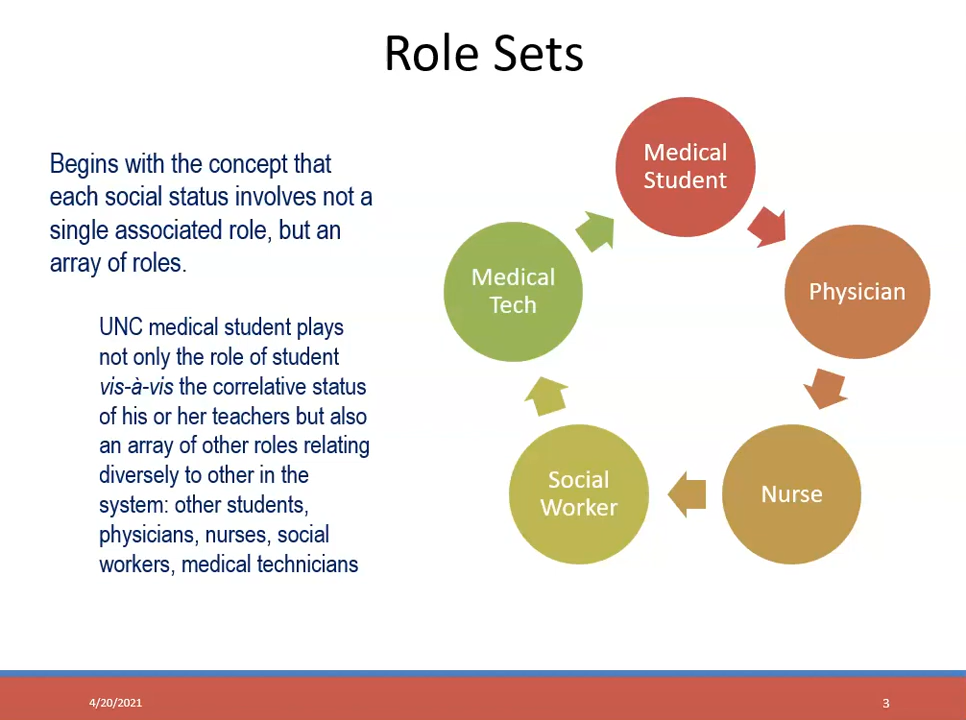 Role Sets
Begins with the concept that
each social status involves not a
single associated role, but an
array of roles.
UNC medical student plays
not only the role of student
vis-à-vis the correlative status
of his or her teachers but also
an array of other roles relating
diversely to other in the
system: other students,
physicians, nurses, social
workers, medical technicians
Medical
Student
Physician
Nurse
Social
Worker
Medical
Tech
4/20/2021
3